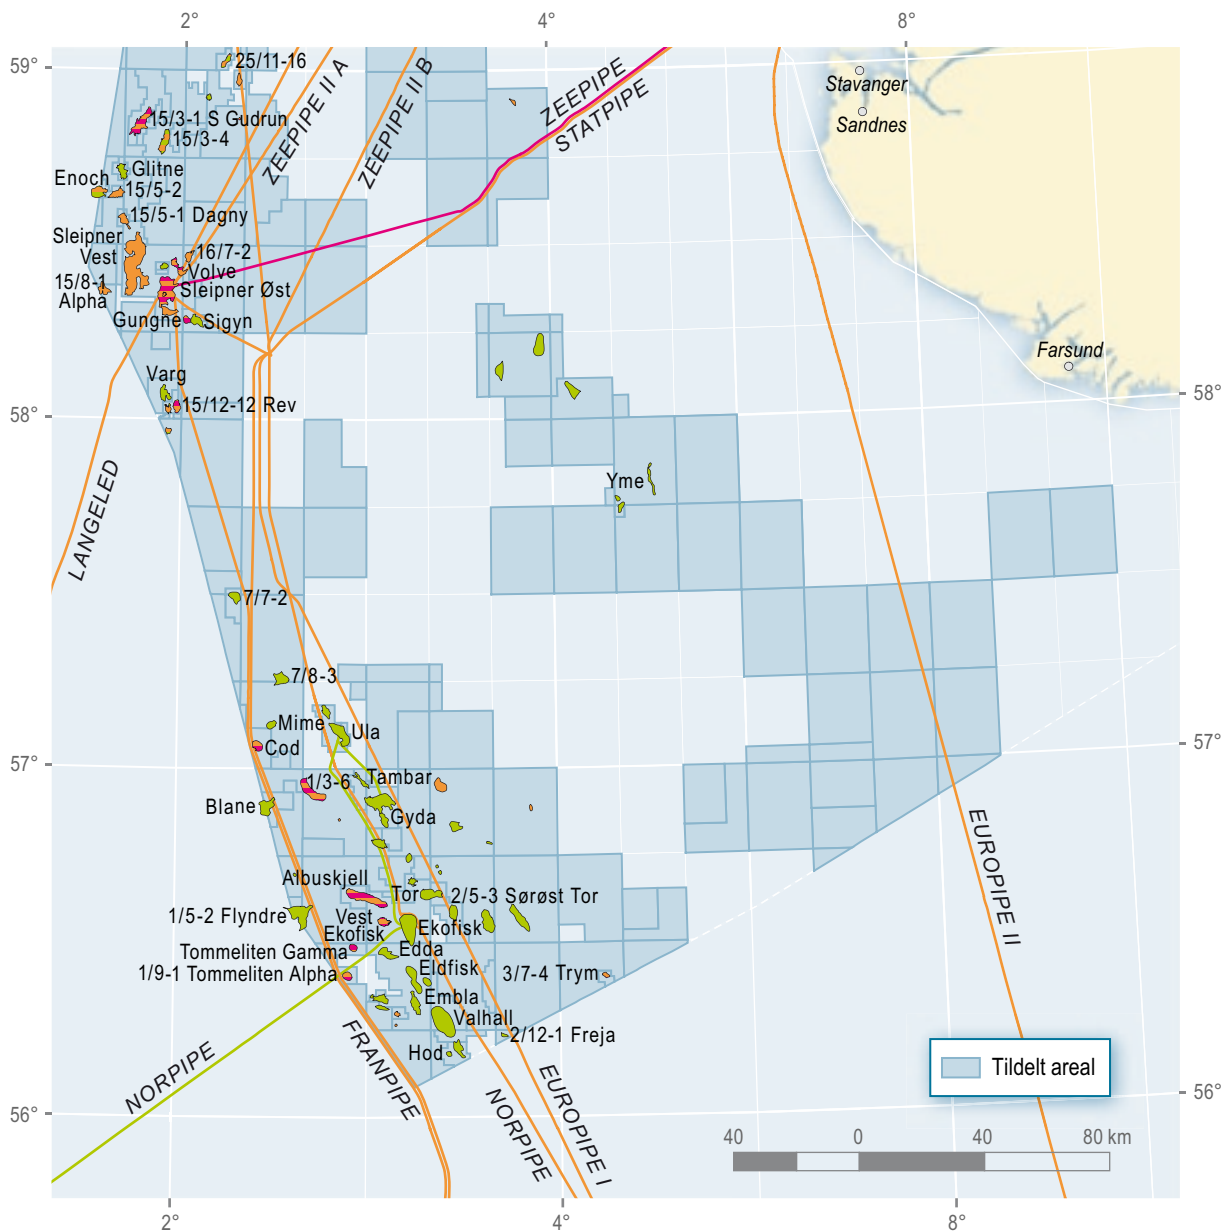 2°
4°
8°
59°
25/11-16
ZEEPIPE II A
ZEEPIPE II B
ZEEPIPE
STATPIPE
Stavanger
Sandnes
15/3-1 S Gudrun
15/3-4
Glitne
Enoch
15/5-2
15/5-1 Dagny
Sleipner
Vest
16/7-2
Volve
15/8-1
Alpha
Sleipner Øst
Gungne
Sigyn
Farsund
Varg
15/12-12 Rev
58°
58°
LANGELED
Yme
7/7-2
7/8-3
Mime
Ula
Cod
57°
57°
1/3-6
Tambar
Blane
Gyda
EUROPIPE II
Albuskjell
Tor
2/5-3 Sørøst Tor
1/5-2 Flyndre
Vest
Ekofisk
Ekofisk
Tommeliten Gamma
Edda
1/9-1 Tommeliten Alpha
Eldfisk
3/7-4 Trym
Embla
Valhall
2/12-1 Freja
Hod
NORPIPE
FRANPIPE
NORPIPE
EUROPIPE I
Tildelt areal
56°
56°
40
0
40
80 km
2°
4°
8°